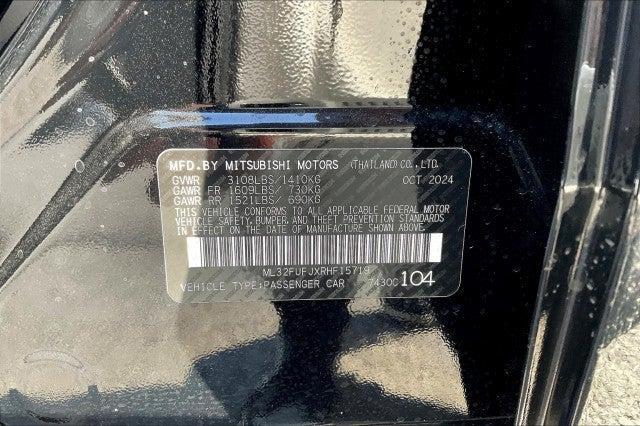 MFD.BY MITSUBISHI MOTORS (THAILAND) CO., LTD.
GVWR 3108LBS/1410KG OCT 2024
GAWR FR 1609LBS/ 730KG
GAWR RR 1521LBS/ 690KG
THIS VEHICLE CONFORMS TO ALL APPLICABLE FEDERAL MOTOR
VEHICLE SAFETY, BUMPER, AND THEFT PREVENTION STANDARDS
IN EFFECT ON THE DATE OF MANUFACTURE SHOWN ABOVE.
ML32FUFJXRHF15719
VEHICLE TYPE:PASSENGER CAR 7430C 104